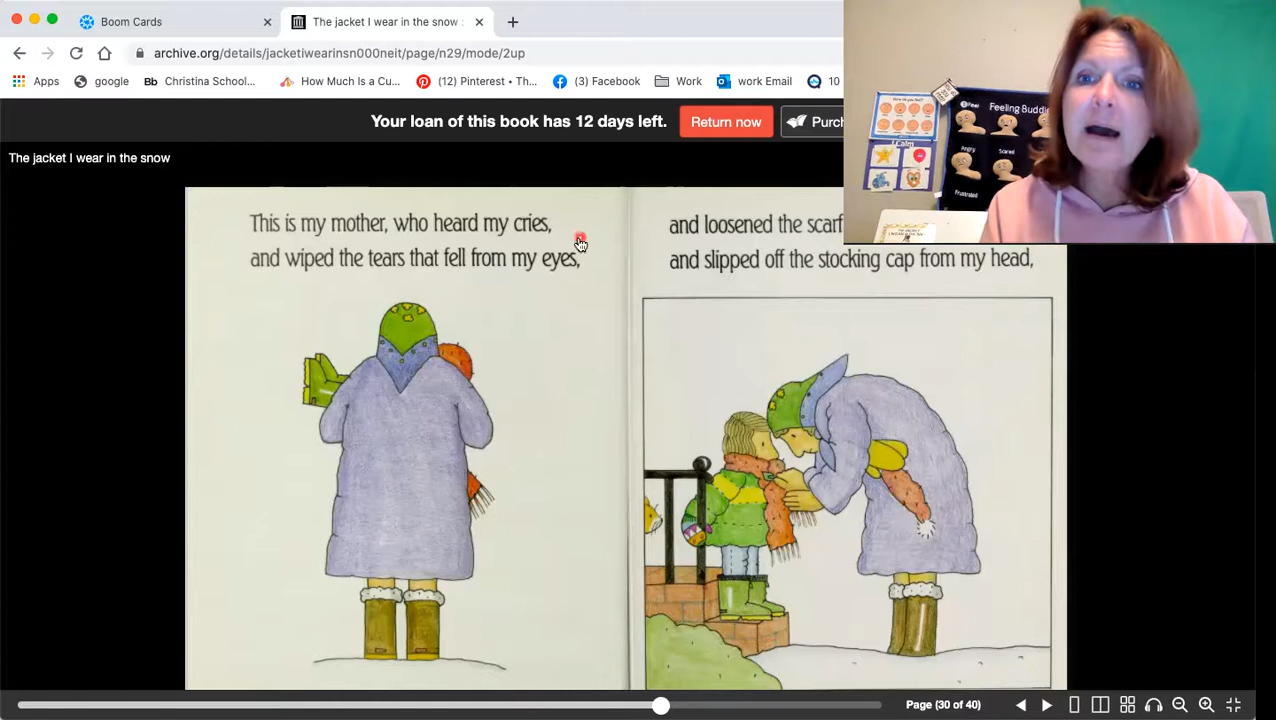 Boom Cards
The jacket I wear in the snow :
archive.org/details/jacketiwearinsn000neit/page/n29/mode/2up
Apps
google
Bb
Christina School...
How Much Is a Cu...
(12) Pinterest • Th...
(3) Facebook
Work
work Email
10
Your loan of this book has 12 days left.
Return now
Purch
The jacket I wear in the snow
This is my mother, who heard my cries,
and wiped the tears that fell from my eyes,
and loosened the scarf
and slipped off the stocking cap from my head,
I Feel
Feeling Buddi
Angry
Scared
Frustrated
I Calm
Page (30 of 40)